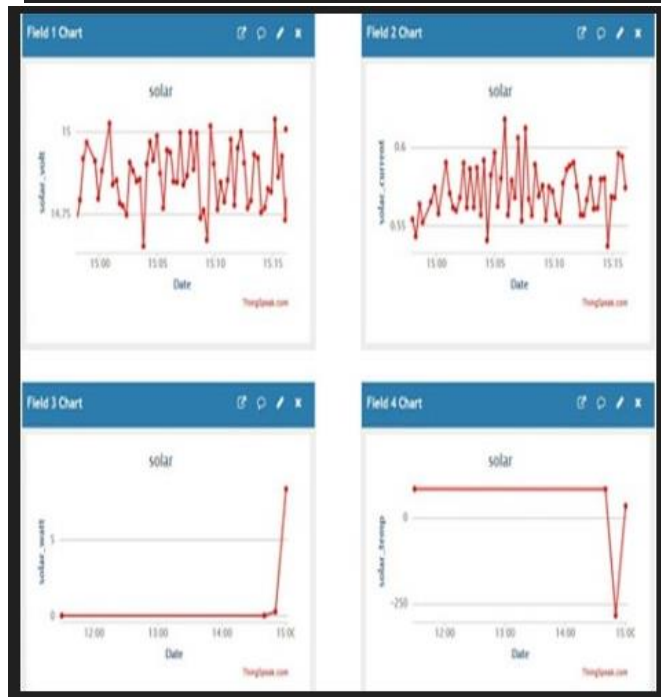 Field 1 Chart
solar
solar_volt
15
14.75
15:00 15:05 15:10 15:15
Date
ThingSpeak.com
Field 2 Chart
solar
solar_current
0.6
0.55
15:00 15:05 15:10 15:15
Date
ThingSpeak.com
Field 3 Chart
solar
solar_watt
5
0
12:00 13:00 14:00 15:0
Date
ThingSpeak.com
Field 4 Chart
solar
solar_temp
0
-250
12:00 13:00 14:00 15:0
Date
ThingSpeak.com